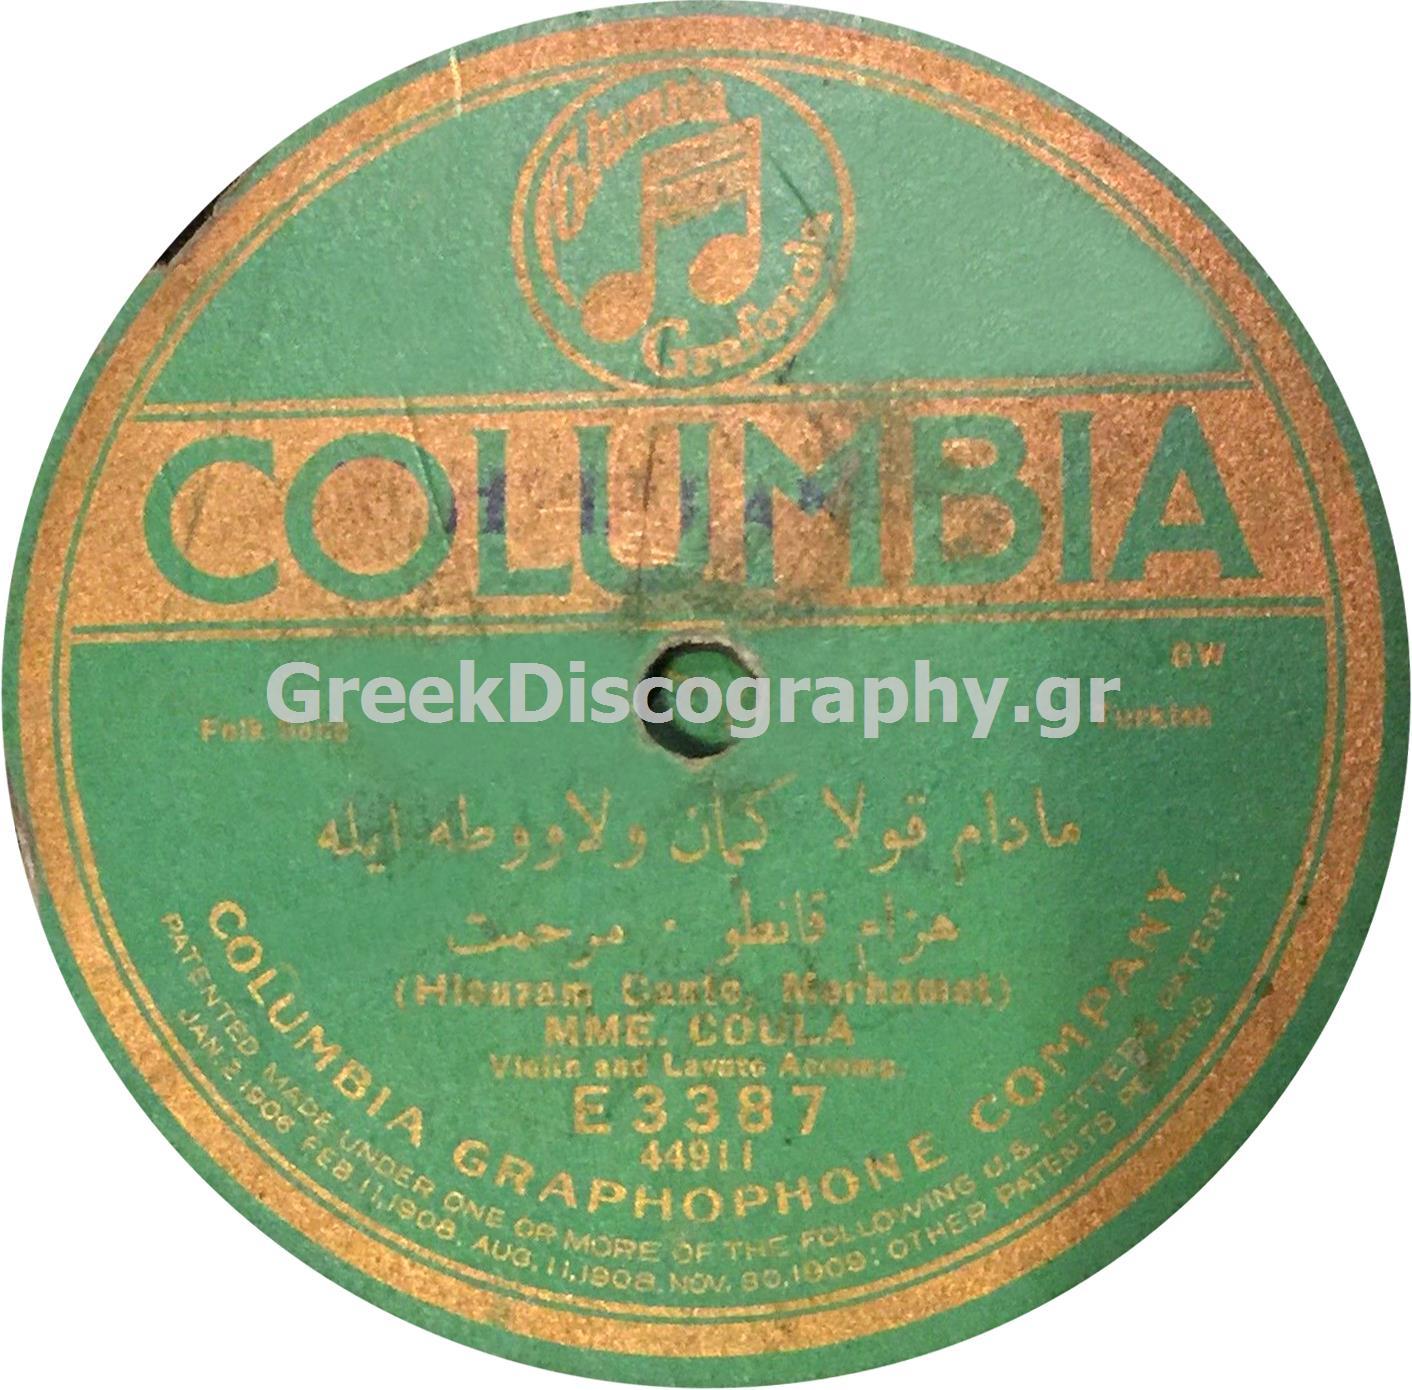 Columbia
Grafonola
COLUMBIA
GW
GreekDiscography.gr
Folk Song
Turkish
مادام قولا كمان ولاووطه ايله
هزام قانطو · مرحمت
(Hiouzam Canto, Merhamet)
MME. COULA
Violin and Lavuto Accomp.
E3387
44911
COLUMBIA GRAPHOPHONE COMPANY
PATENTED MADE UNDER ONE OR MORE OF THE FOLLOWING U.S. LETTERS PATENT:
JAN. 2, 1906 FEB. 11, 1908. AUG. 11, 1908. NOV. 30, 1909: OTHER PATENTS PENDING.